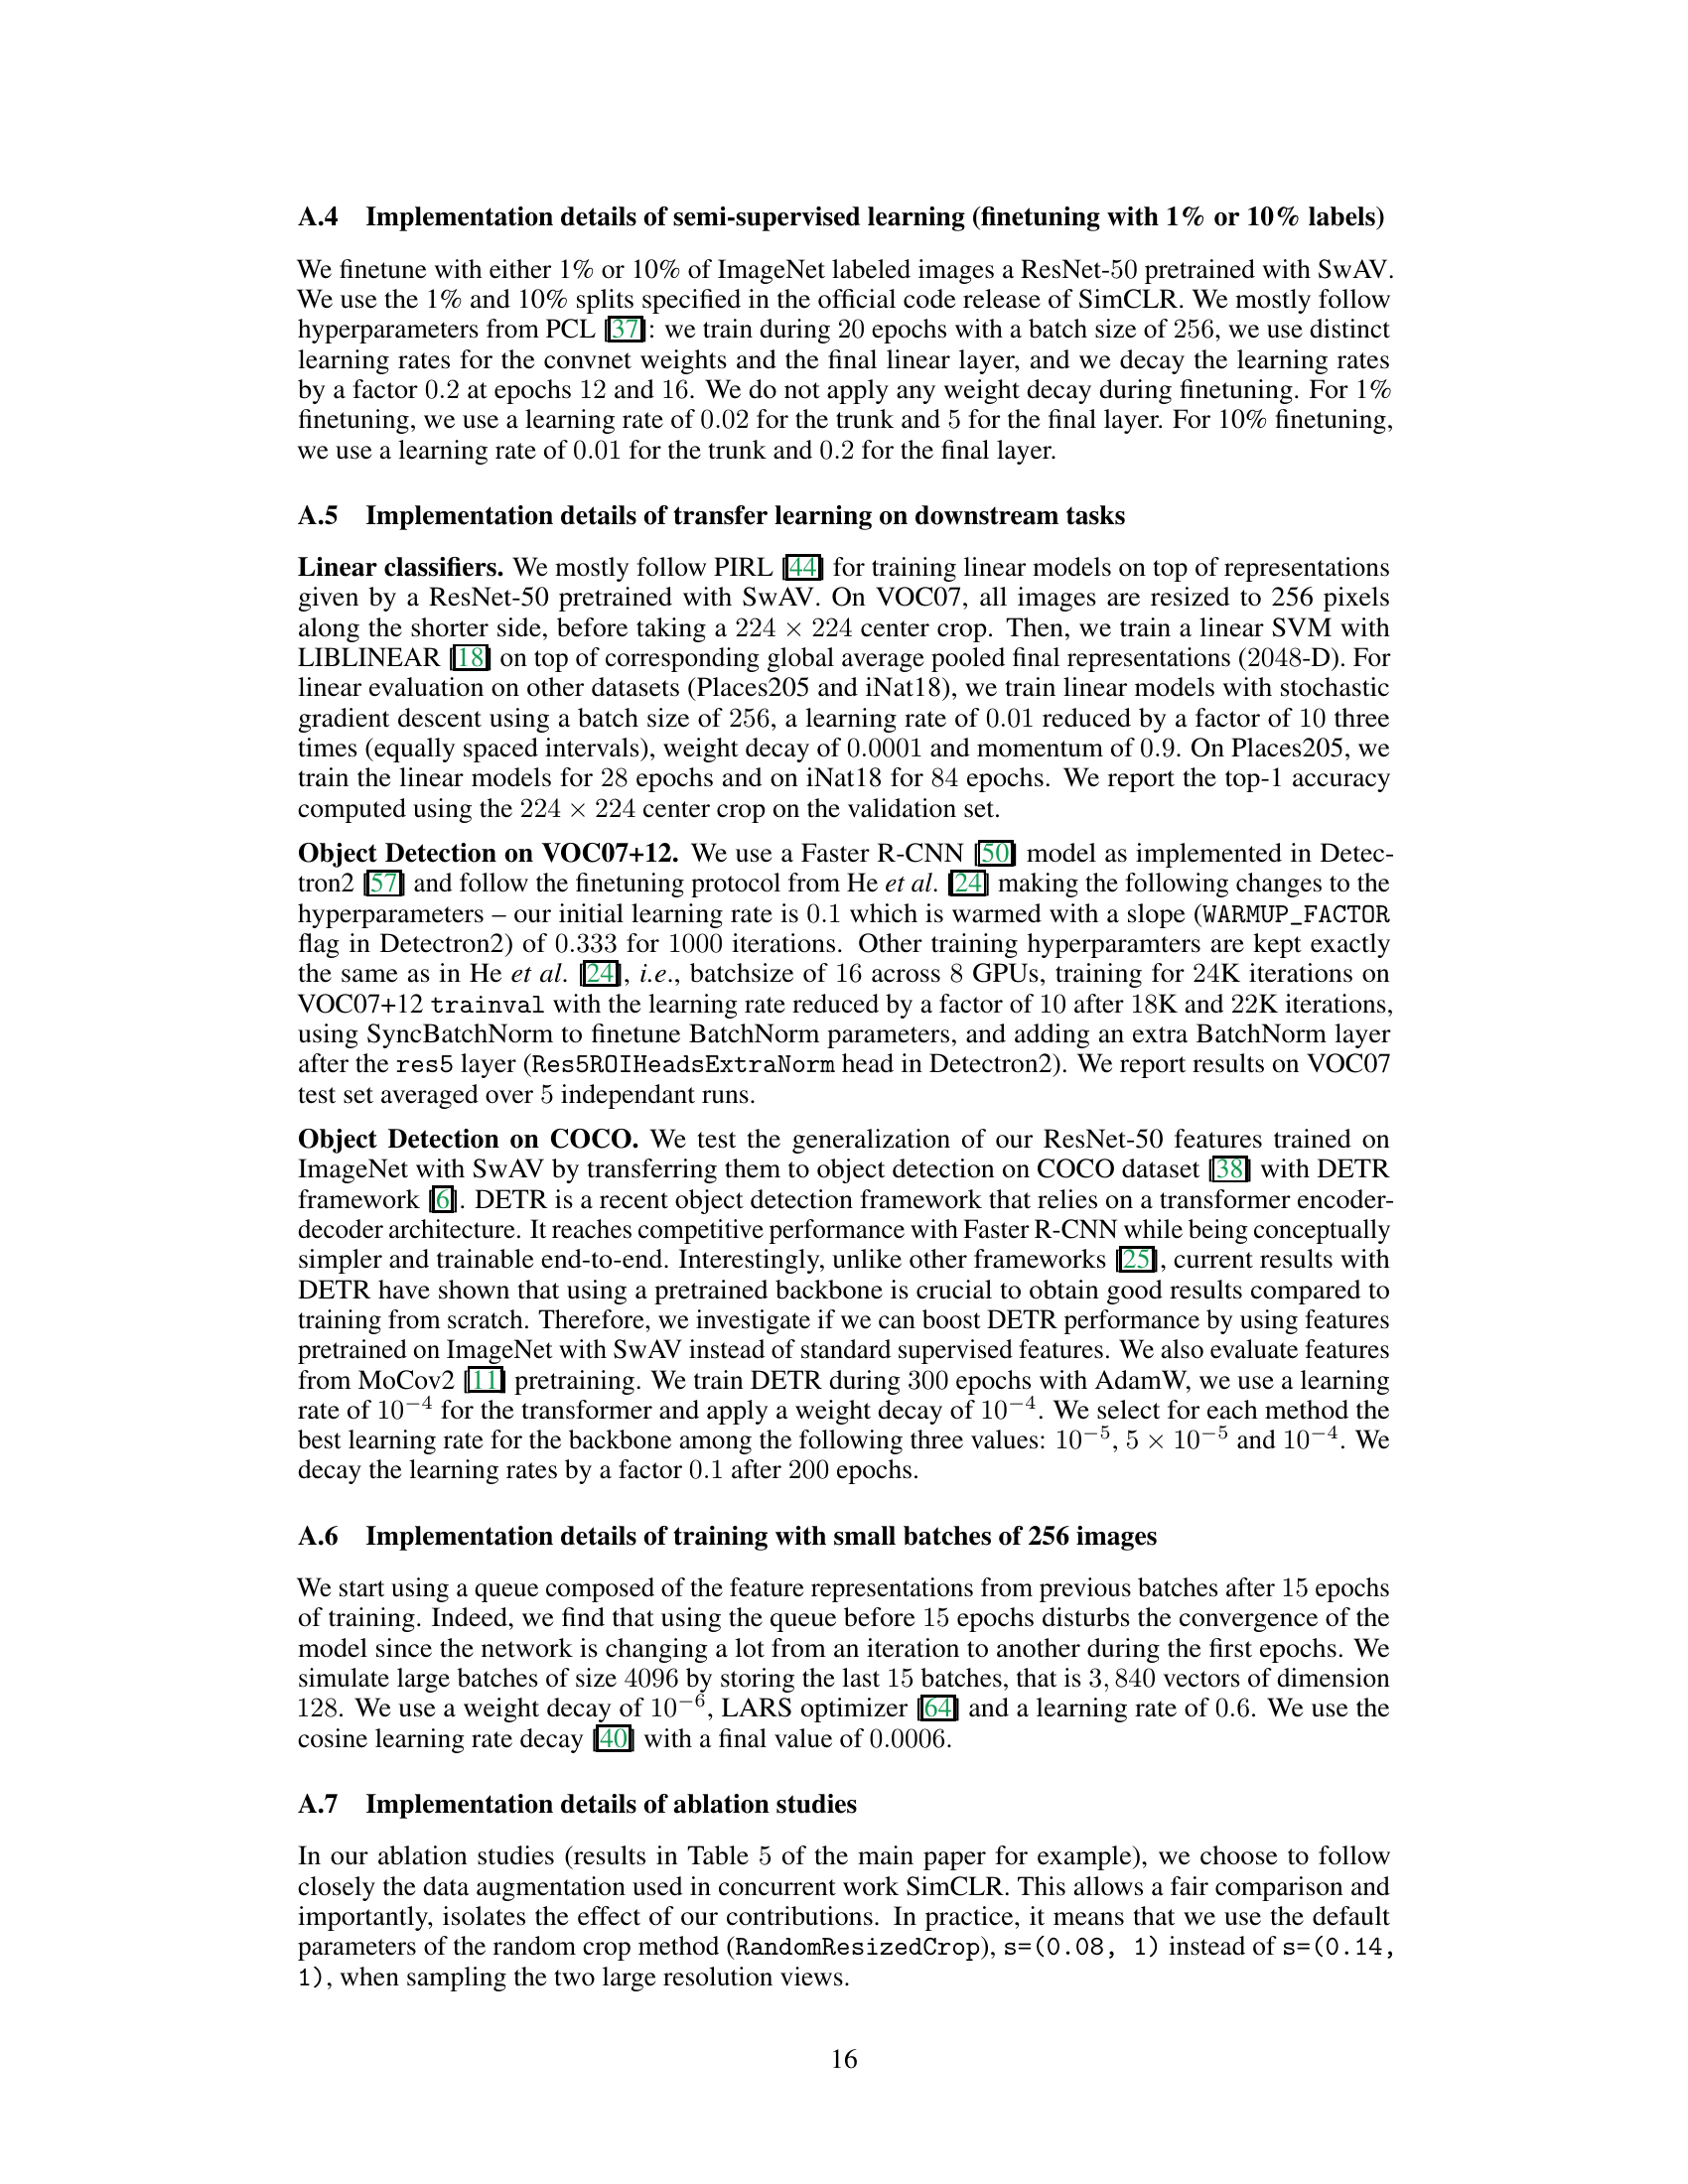 A.4 Implementation details of semi-supervised learning (finetuning with 1% or 10% labels)
We finetune with either 1% or 10% of ImageNet labeled images a ResNet-50 pretrained with SwAV.
We use the 1% and 10% splits specified in the official code release of SimCLR. We mostly follow
hyperparameters from PCL [37]: we train during 20 epochs with a batch size of 256, we use distinct
learning rates for the convnet weights and the final linear layer, and we decay the learning rates
by a factor 0.2 at epochs 12 and 16. We do not apply any weight decay during finetuning. For 1%
finetuning, we use a learning rate of 0.02 for the trunk and 5 for the final layer. For 10% finetuning,
we use a learning rate of 0.01 for the trunk and 0.2 for the final layer.
A.5 Implementation details of transfer learning on downstream tasks
Linear classifiers. We mostly follow PIRL [44] for training linear models on top of representations
given by a ResNet-50 pretrained with SwAV. On VOC07, all images are resized to 256 pixels
along the shorter side, before taking a 224 × 224 center crop. Then, we train a linear SVM with
LIBLINEAR [18] on top of corresponding global average pooled final representations (2048-D). For
linear evaluation on other datasets (Places205 and iNat18), we train linear models with stochastic
gradient descent using a batch size of 256, a learning rate of 0.01 reduced by a factor of 10 three
times (equally spaced intervals), weight decay of 0.0001 and momentum of 0.9. On Places205, we
train the linear models for 28 epochs and on iNat18 for 84 epochs. We report the top-1 accuracy
computed using the 224 × 224 center crop on the validation set.
Object Detection on VOC07+12. We use a Faster R-CNN [50] model as implemented in Detec-
tron2 [57] and follow the finetuning protocol from He et al. [24] making the following changes to the
hyperparameters – our initial learning rate is 0.1 which is warmed with a slope (WARMUP_FACTOR
flag in Detectron2) of 0.333 for 1000 iterations. Other training hyperparamters are kept exactly
the same as in He et al. [24], i.e., batchsize of 16 across 8 GPUs, training for 24K iterations on
VOC07+12 trainval with the learning rate reduced by a factor of 10 after 18K and 22K iterations,
using SyncBatchNorm to finetune BatchNorm parameters, and adding an extra BatchNorm layer
after the res5 layer (Res5ROIHeadsExtraNorm head in Detectron2). We report results on VOC07
test set averaged over 5 independant runs.
Object Detection on COCO. We test the generalization of our ResNet-50 features trained on
ImageNet with SwAV by transferring them to object detection on COCO dataset [38] with DETR
framework [6]. DETR is a recent object detection framework that relies on a transformer encoder-
decoder architecture. It reaches competitive performance with Faster R-CNN while being conceptually
simpler and trainable end-to-end. Interestingly, unlike other frameworks [25], current results with
DETR have shown that using a pretrained backbone is crucial to obtain good results compared to
training from scratch. Therefore, we investigate if we can boost DETR performance by using features
pretrained on ImageNet with SwAV instead of standard supervised features. We also evaluate features
from MoCov2 [11] pretraining. We train DETR during 300 epochs with AdamW, we use a learning
rate of 10⁻⁴ for the transformer and apply a weight decay of 10⁻⁴. We select for each method the
best learning rate for the backbone among the following three values: 10⁻⁵, 5 × 10⁻⁵ and 10⁻⁴. We
decay the learning rates by a factor 0.1 after 200 epochs.
A.6 Implementation details of training with small batches of 256 images
We start using a queue composed of the feature representations from previous batches after 15 epochs
of training. Indeed, we find that using the queue before 15 epochs disturbs the convergence of the
model since the network is changing a lot from an iteration to another during the first epochs. We
simulate large batches of size 4096 by storing the last 15 batches, that is 3, 840 vectors of dimension
128. We use a weight decay of 10⁻⁶, LARS optimizer [64] and a learning rate of 0.6. We use the
cosine learning rate decay [40] with a final value of 0.0006.
A.7 Implementation details of ablation studies
In our ablation studies (results in Table 5 of the main paper for example), we choose to follow
closely the data augmentation used in concurrent work SimCLR. This allows a fair comparison and
importantly, isolates the effect of our contributions. In practice, it means that we use the default
parameters of the random crop method (RandomResizedCrop), s=(0.08, 1) instead of s=(0.14,
1), when sampling the two large resolution views.
16